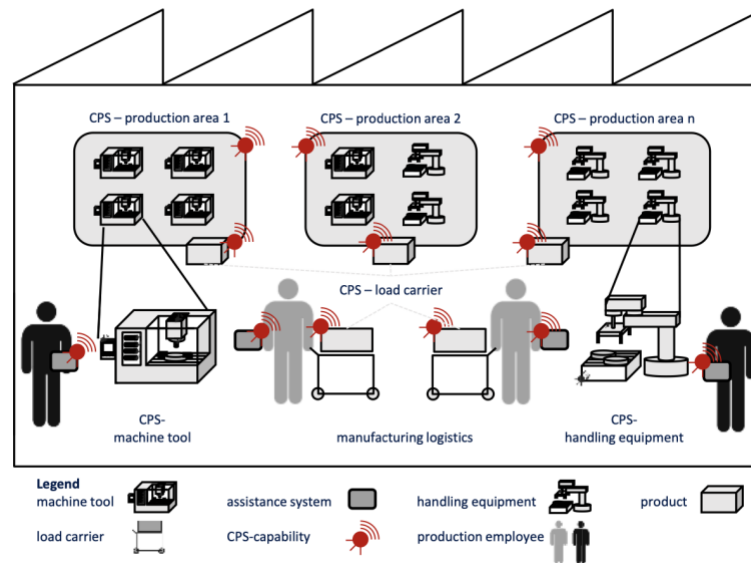 CPS – production area 1
CPS – production area 2
CPS – production area n
CPS – load carrier
CPS-
machine tool
manufacturing logistics
CPS-
handling equipment
Legend
machine tool
assistance system
handling equipment
product
load carrier
CPS-capability
production employee